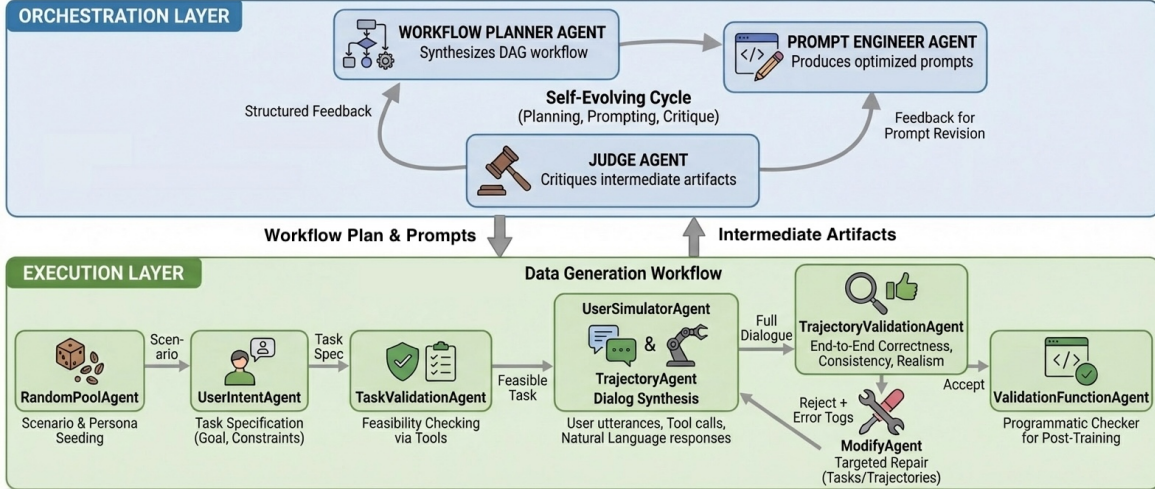 ORCHESTRATION LAYER
WORKFLOW PLANNER AGENT
Synthesizes DAG workflow
PROMPT ENGINEER AGENT
Produces optimized prompts
</>
Structured Feedback
Self-Evolving Cycle
(Planning, Prompting, Critique)
Feedback for
Prompt Revision
JUDGE AGENT
Critiques intermediate artifacts
Workflow Plan & Prompts
Intermediate Artifacts
EXECUTION LAYER
Data Generation Workflow
RandomPoolAgent
Scenario & Persona
Seeding
Scen-
ario
UserIntentAgent
Task Specification
(Goal, Constraints)
Task
Spec
TaskValidationAgent
Feasibility Checking
via Tools
Feasible
Task
UserSimulatorAgent
&
TrajectoryAgent
Dialog Synthesis
User utterances, Tool calls,
Natural Language responses
Full
Dialogue
TrajectoryValidationAgent
End-to-End Correctness,
Consistency, Realism
Reject +
Error Togs
ModifyAgent
Targeted Repair
(Tasks/Trajectories)
Accept
</>
ValidationFunctionAgent
Programmatic Checker
for Post-Training